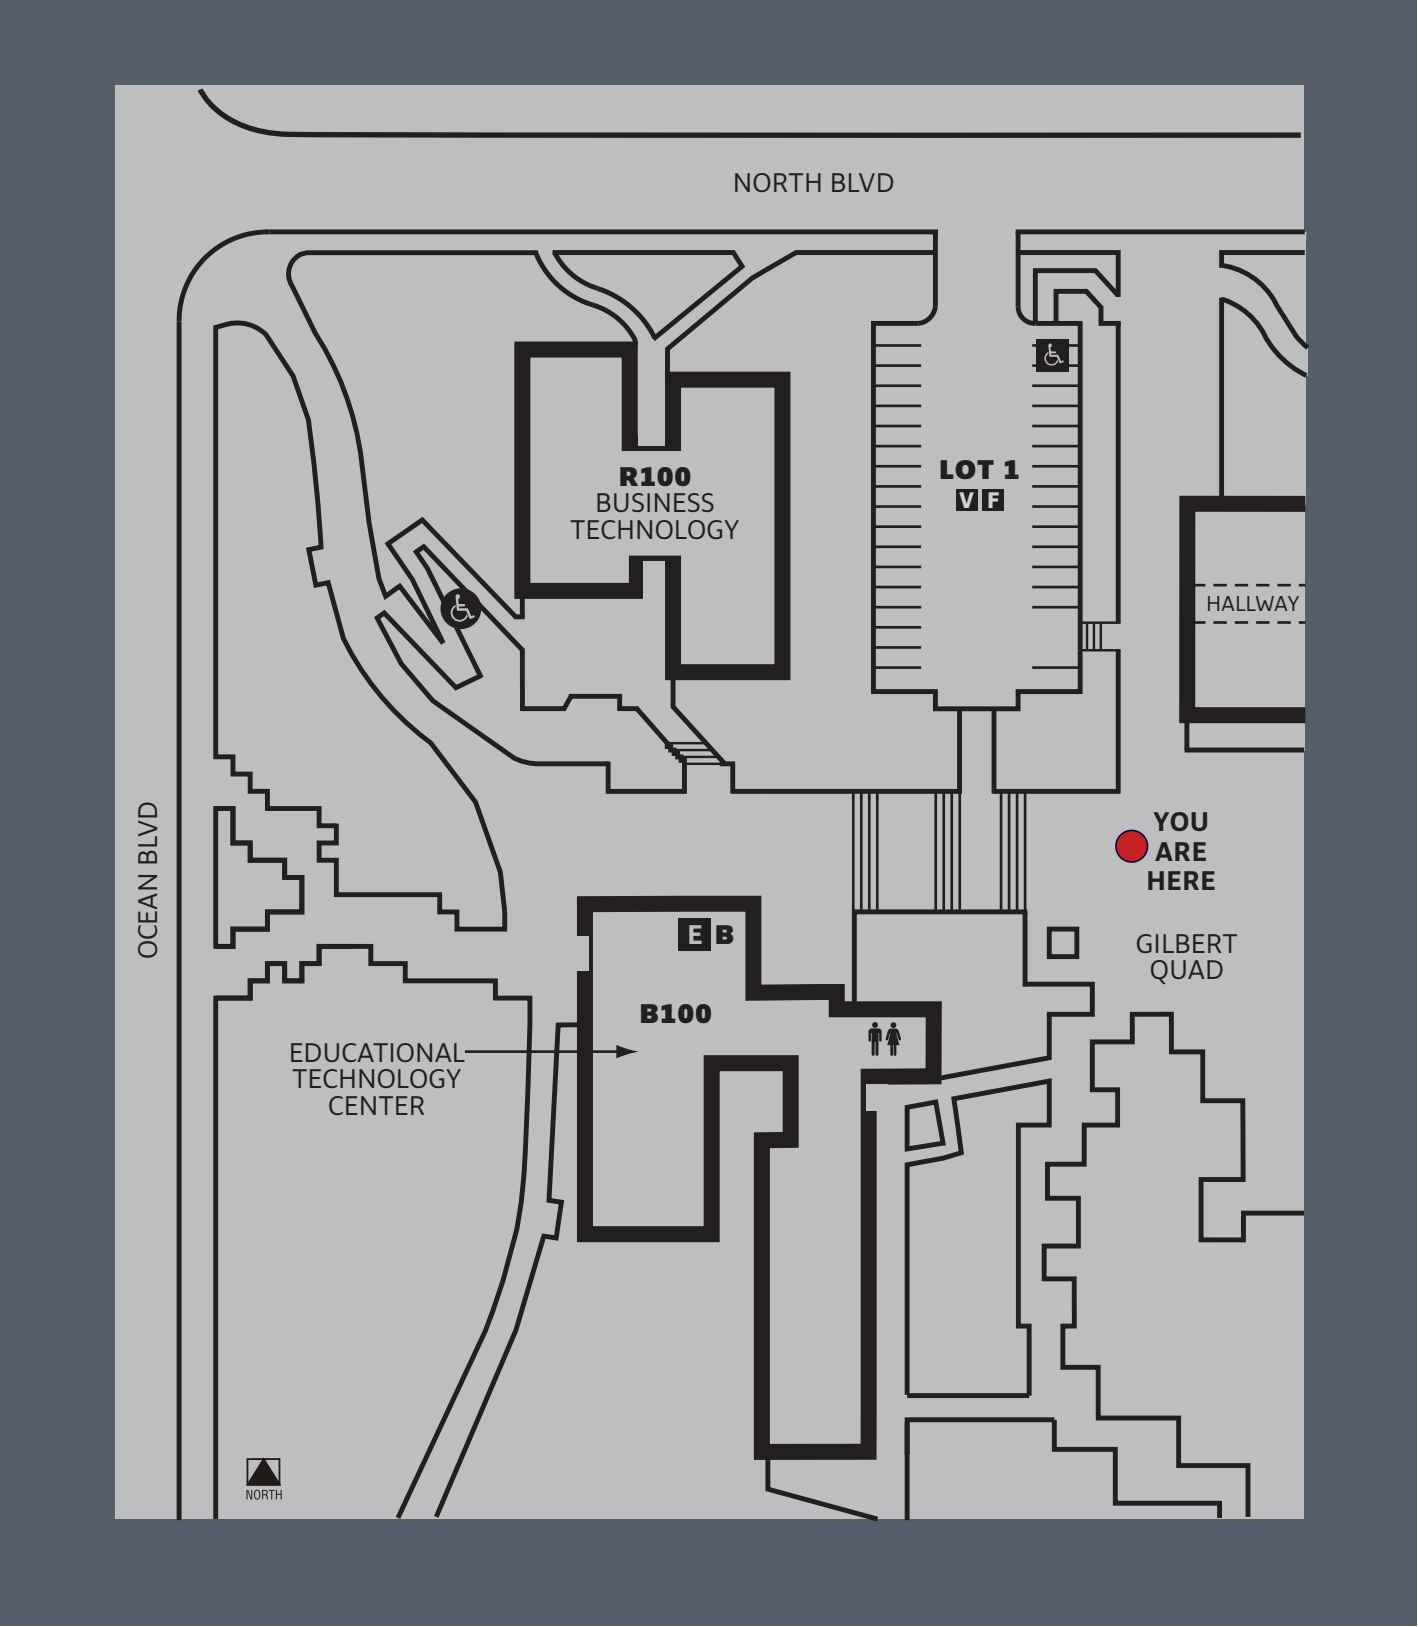 NORTH BLVD
R100
BUSINESS
TECHNOLOGY
LOT 1
V F
HALLWAY
OCEAN BLVD
YOU
ARE
HERE
E B
GILBERT
QUAD
B100
EDUCATIONAL
TECHNOLOGY
CENTER
NORTH